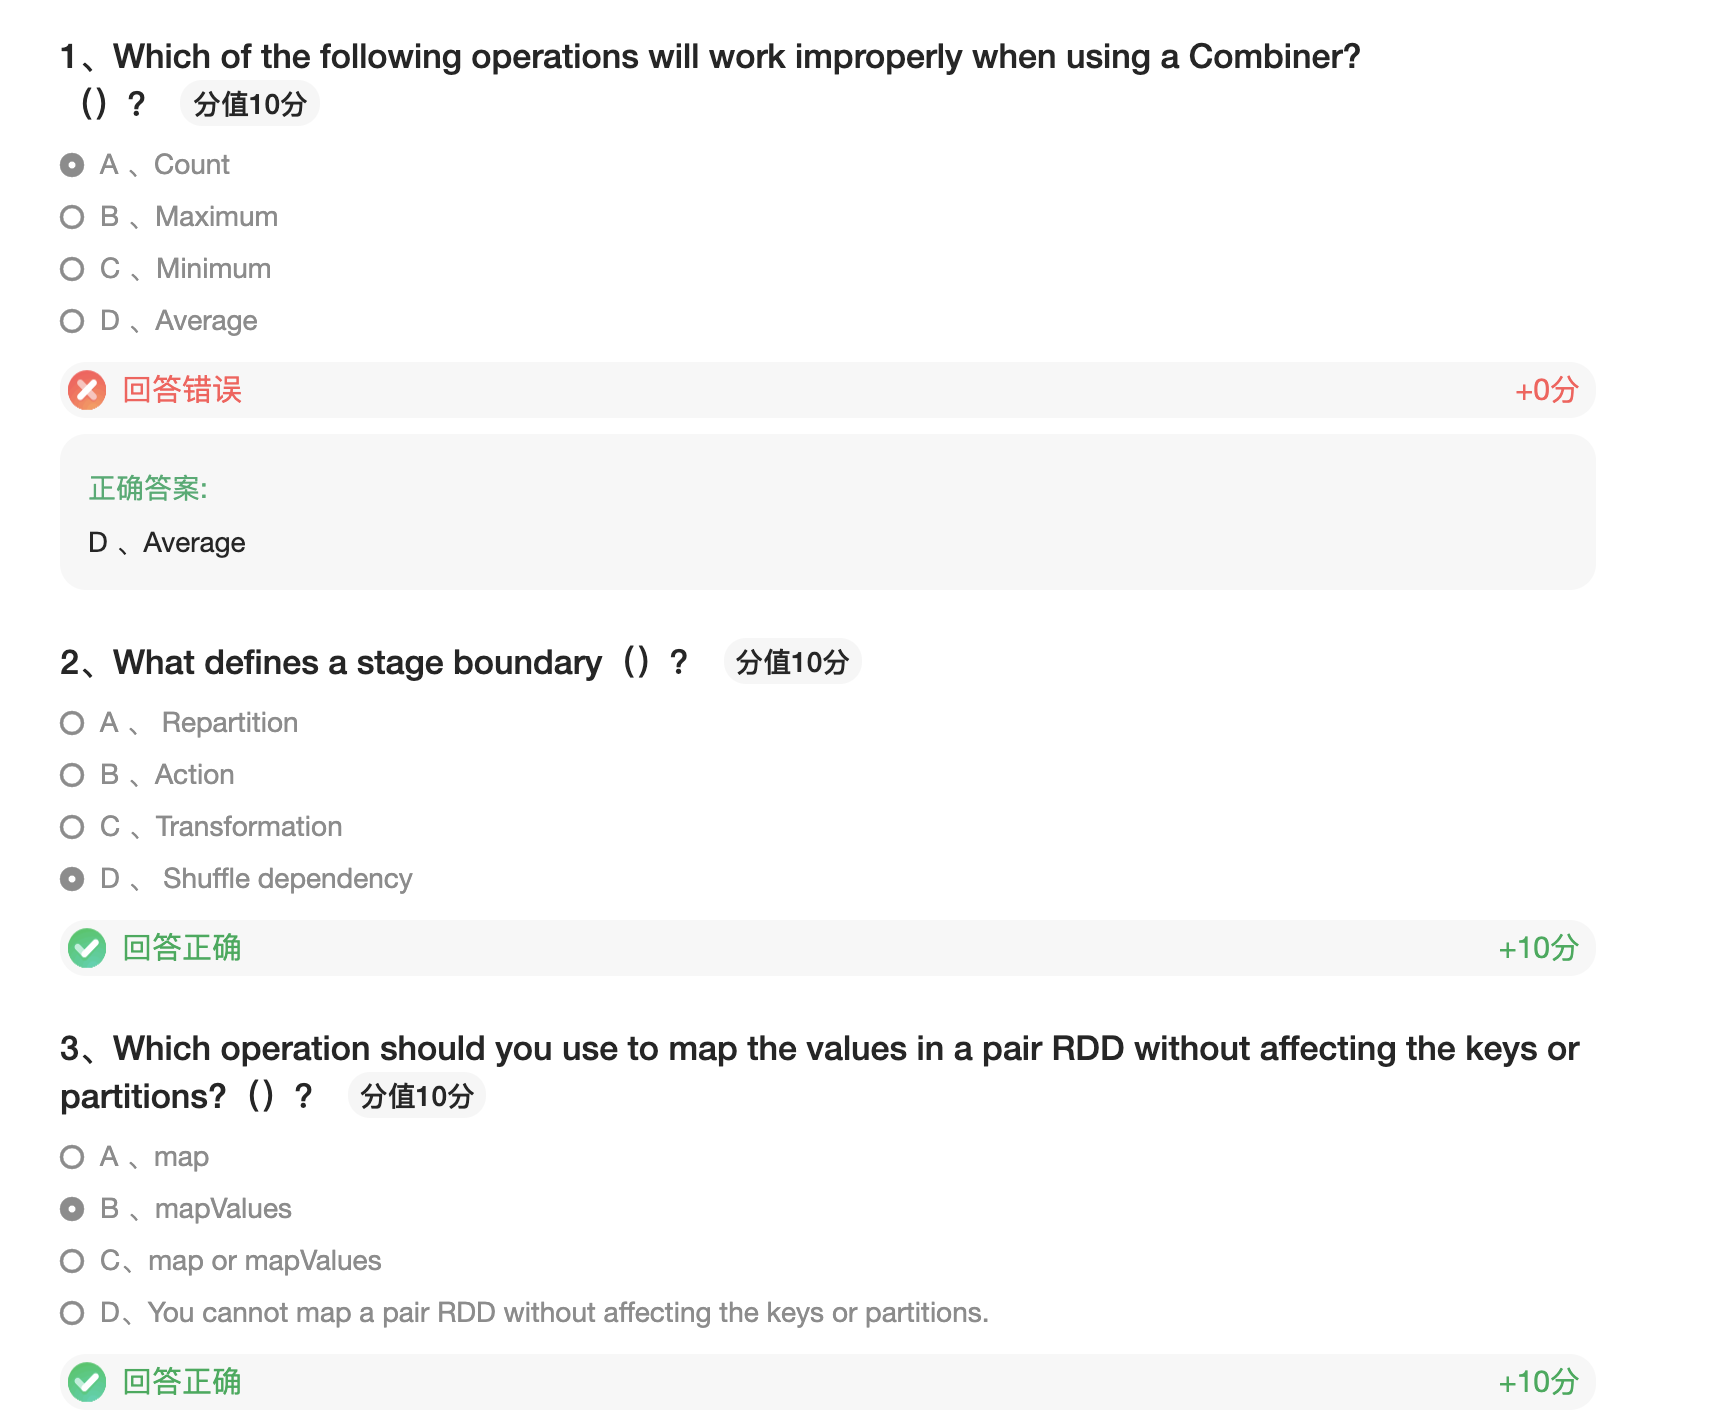 1、Which of the following operations will work improperly when using a Combiner?
（）？ 分值10分
A 、Count
B 、Maximum
C 、Minimum
D 、Average
回答错误 +0分
正确答案:
D 、Average
2、What defines a stage boundary（）？ 分值10分
A 、 Repartition
B 、Action
C 、Transformation
D 、 Shuffle dependency
回答正确 +10分
3、Which operation should you use to map the values in a pair RDD without affecting the keys or
partitions?（）？ 分值10分
A 、map
B 、mapValues
C、map or mapValues
D、You cannot map a pair RDD without affecting the keys or partitions.
回答正确 +10分